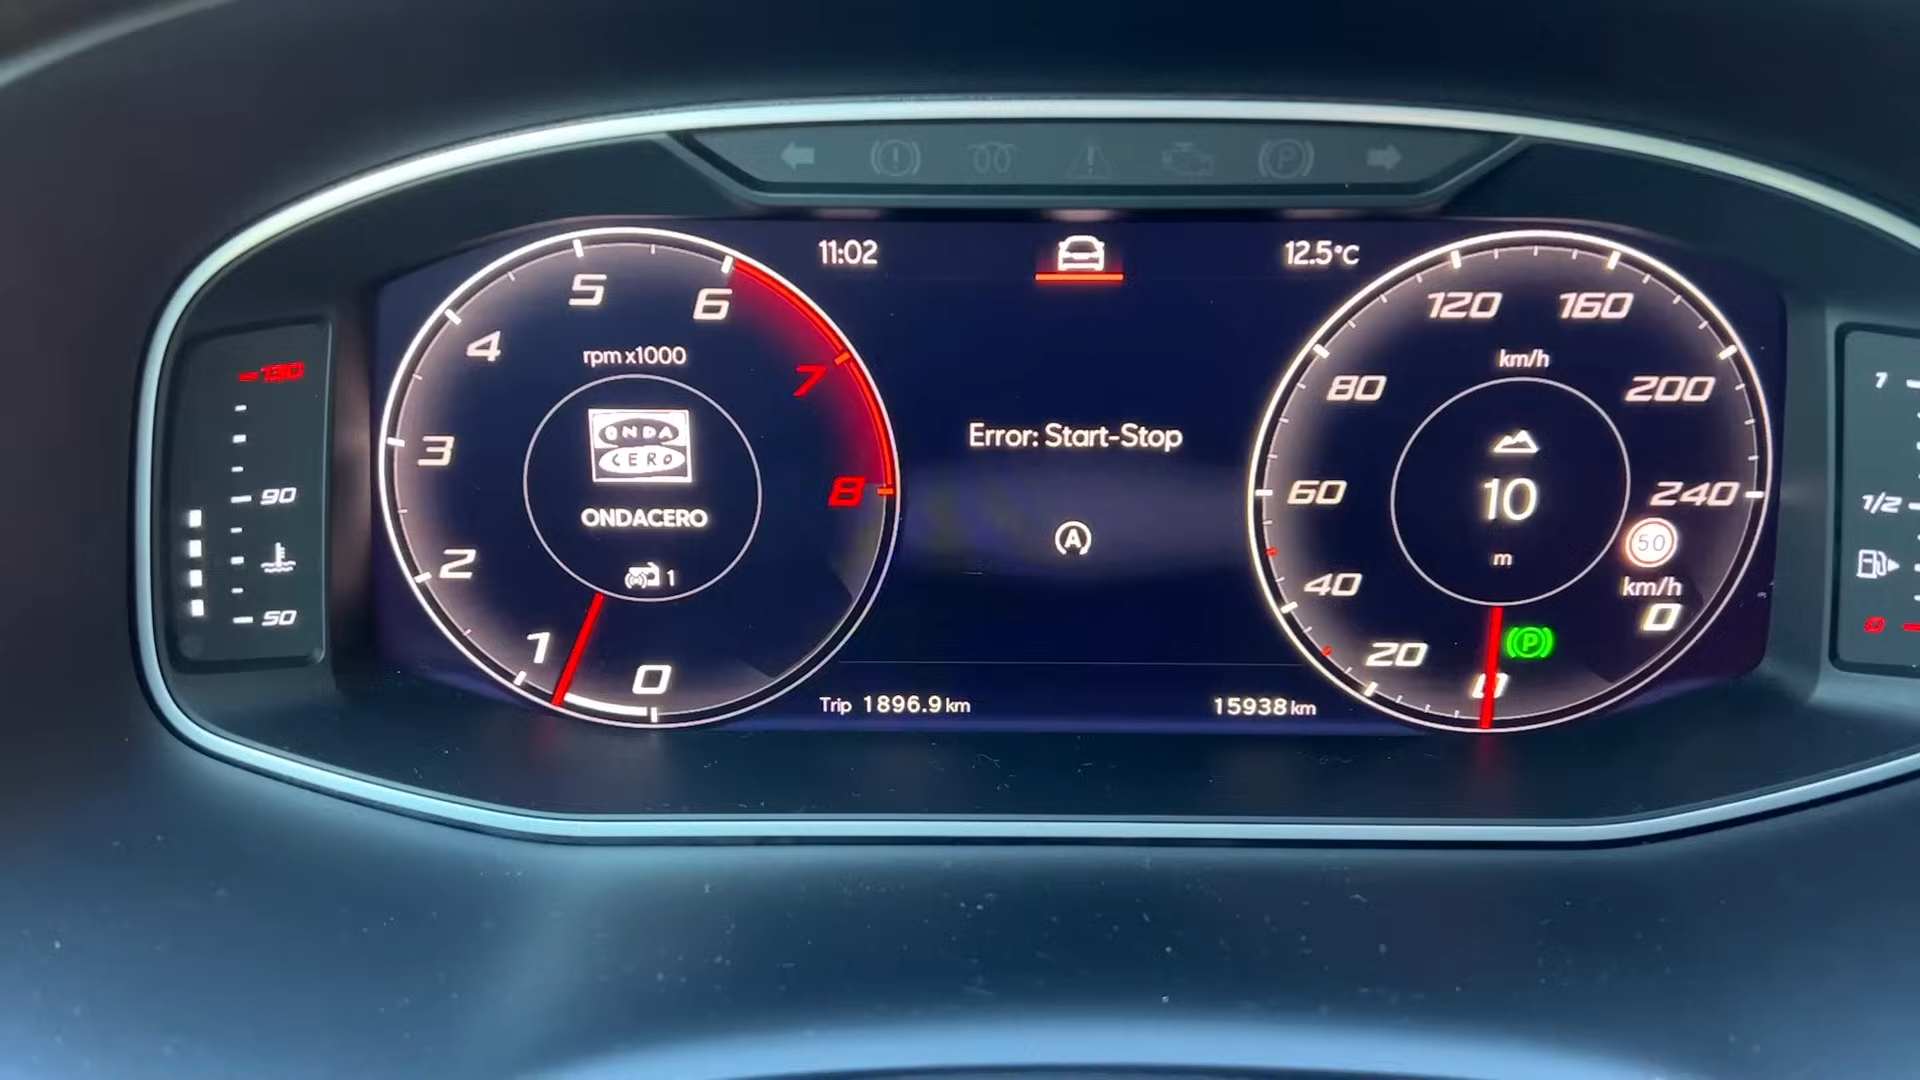 11:02
12.5°C
5
6
4
rpm x1000
7
3
ONDA
CERO
8
ONDACERO
2
1
1
0
Error: Start-Stop
A
Trip 1896.9 km
15938 km
120
160
km/h
80
200
60
10
240
m
50
km/h
40
20
0
0
P
130
90
50
7
1/2
0
P